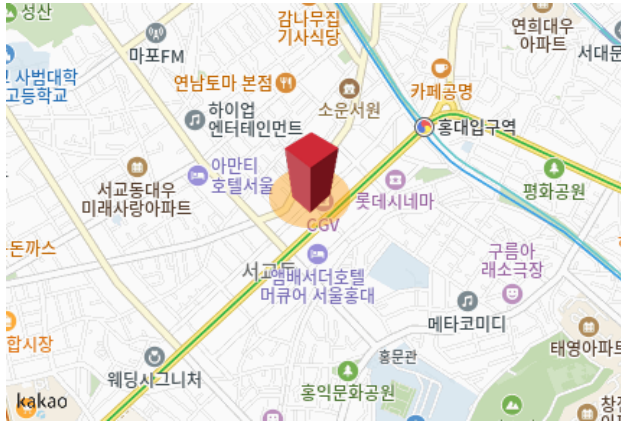 성산
감나무집
기사식당
연희대우
아파트
마포FM
서대문
사범대학
고등학교
연남토마 본점
카페공명
하이업
엔터테인먼트
소운서원
홍대입구역
아만티
호텔서울
서교동대우
미래사랑아파트
롯데시네마
평화공원
CGV
돈까스
서교동
앰배서더호텔
머큐어 서울홍대
구름아
래소극장
합시장
메타코미디
태영아파트
웨딩시그니처
홍문관
홍익문화공원
kakao